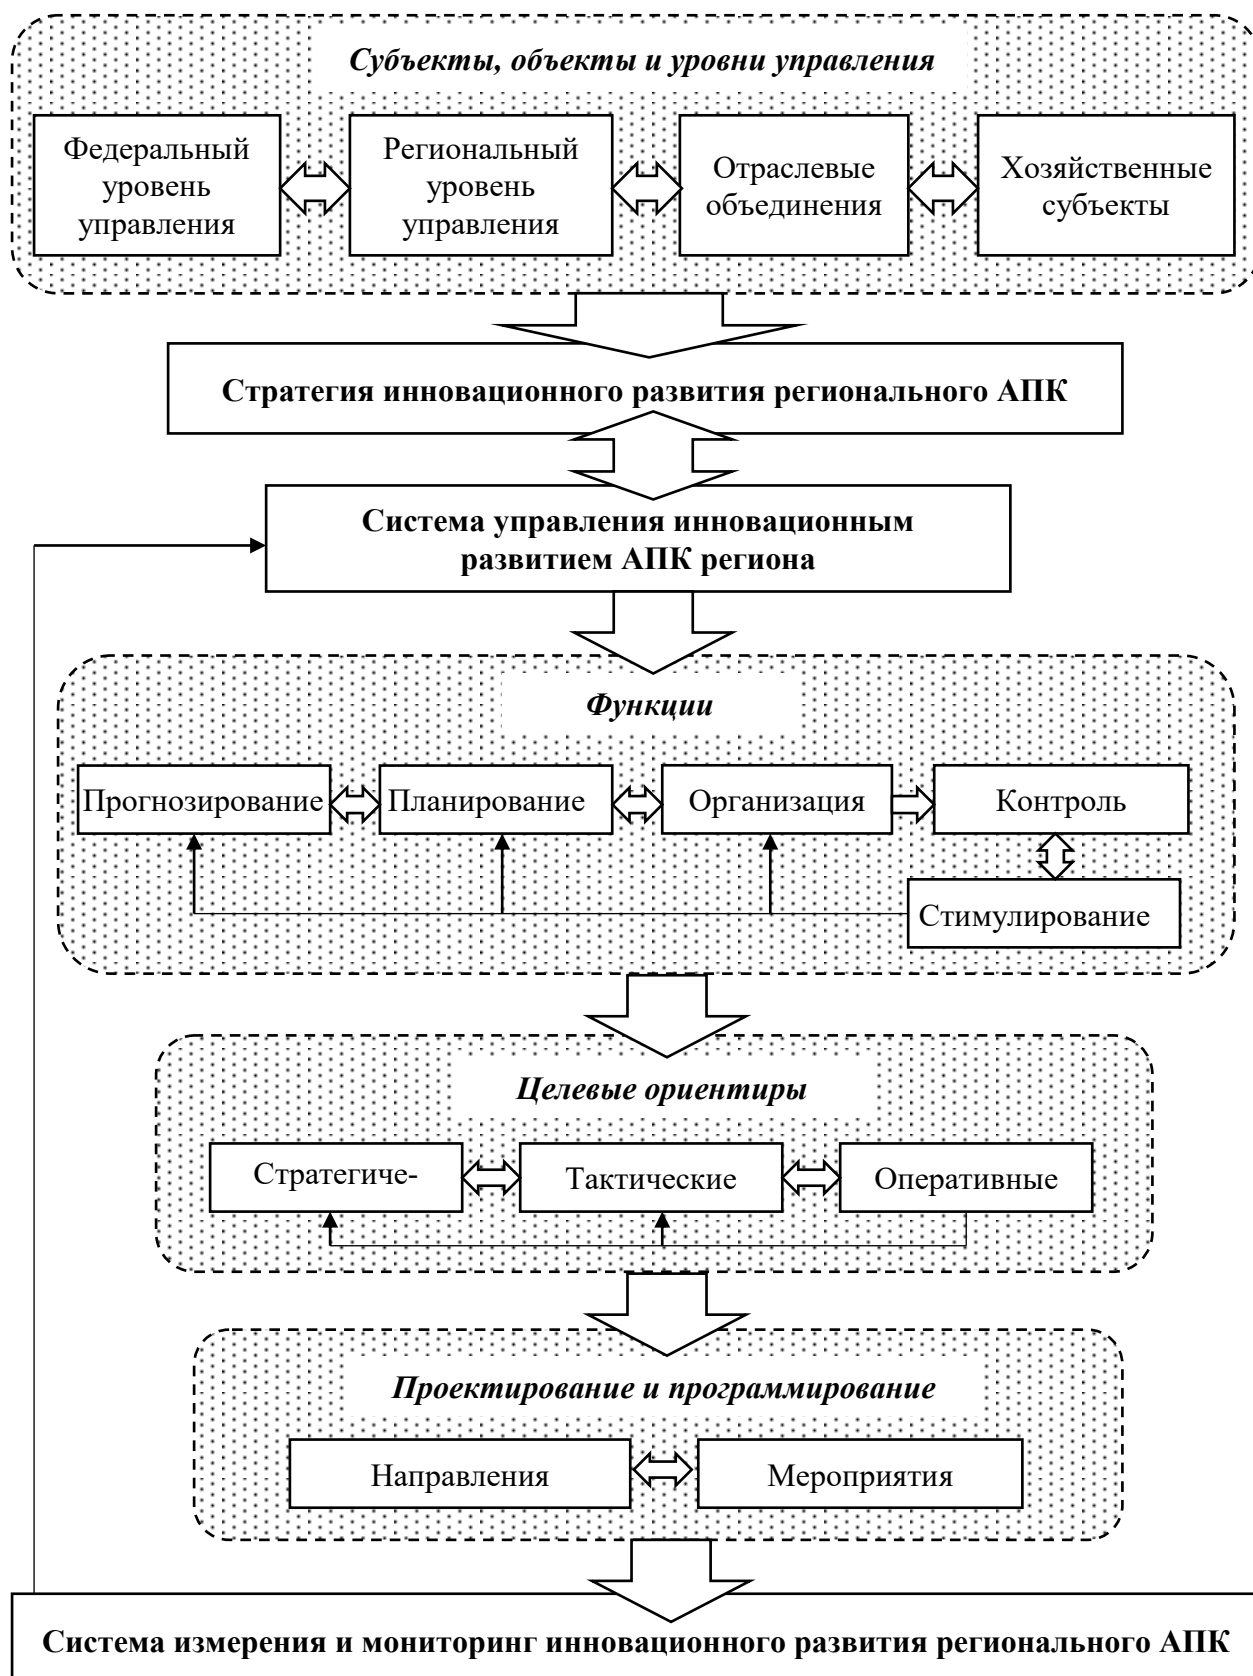 Субъекты, объекты и уровни управления
Федеральный
уровень
управления
Региональный
уровень
управления
Отраслевые
объединения
Хозяйственные
субъекты
Стратегия инновационного развития регионального АПК
Система управления инновационным
развитием АПК региона
Функции
Прогнозирование
Планирование
Организация
Контроль
Стимулирование
Целевые ориентиры
Стратегиче-
Тактические
Оперативные
Проектирование и программирование
Направления
Мероприятия
Система измерения и мониторинг инновационного развития регионального АПК